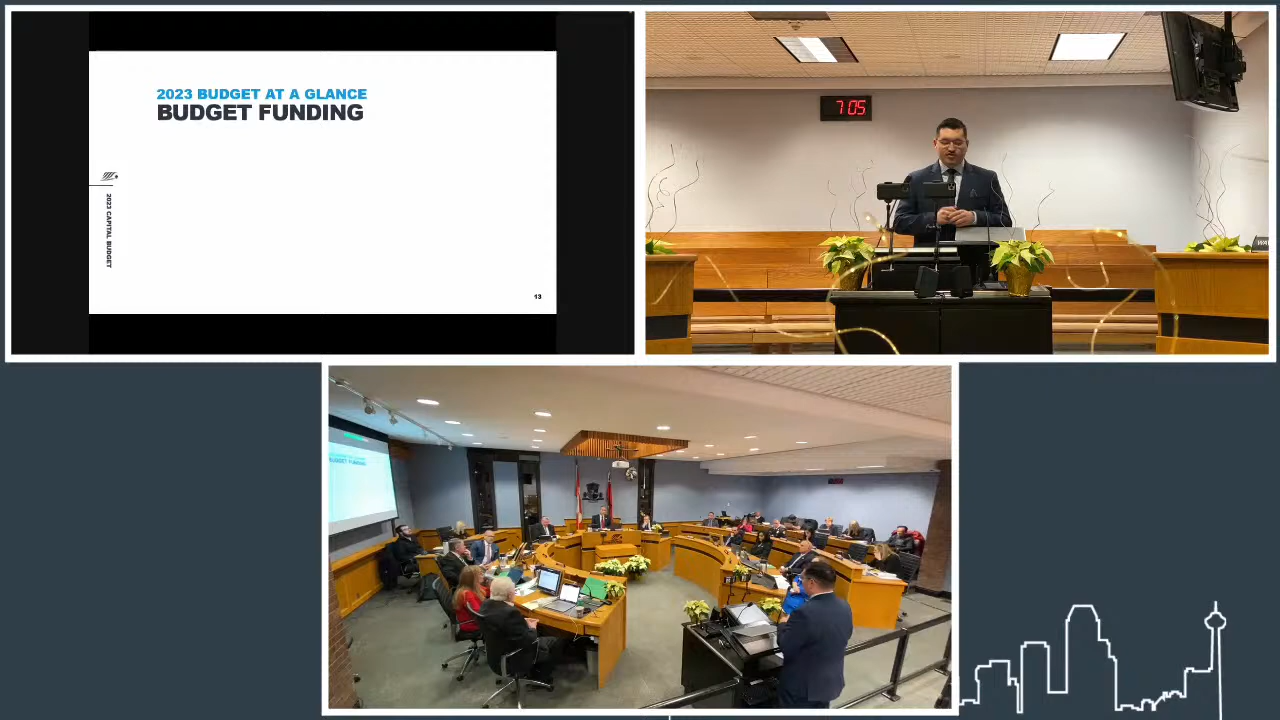 2023 BUDGET AT A GLANCE
BUDGET FUNDING
2023 CAPITAL BUDGET
13
7:05
BUDGET FUNDING